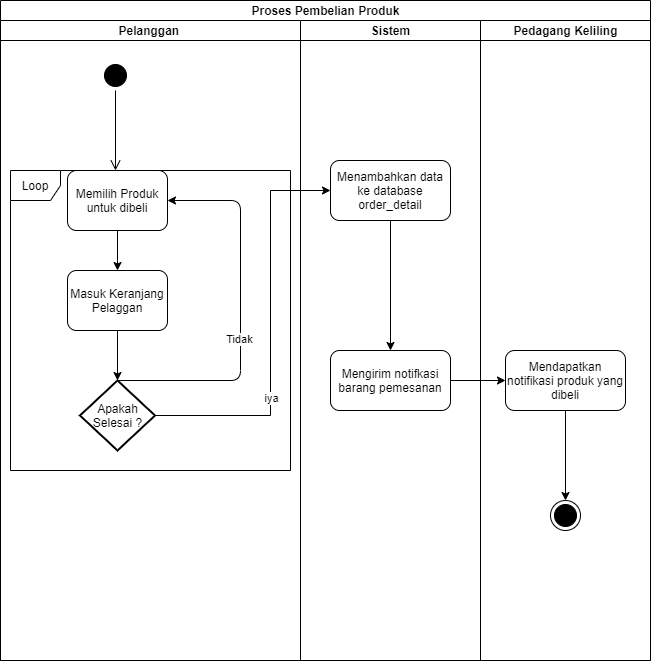 Proses Pembelian Produk
Pelanggan
Sistem
Pedagang Keliling
Loop
Memilih Produk
untuk dibeli
Masuk Keranjang
Pelaggan
Apakah
Selesai ?
Tidak
iya
Menambahkan data
ke database
order_detail
Mengirim notifkasi
barang pemesanan
Mendapatkan
notifikasi produk yang
dibeli